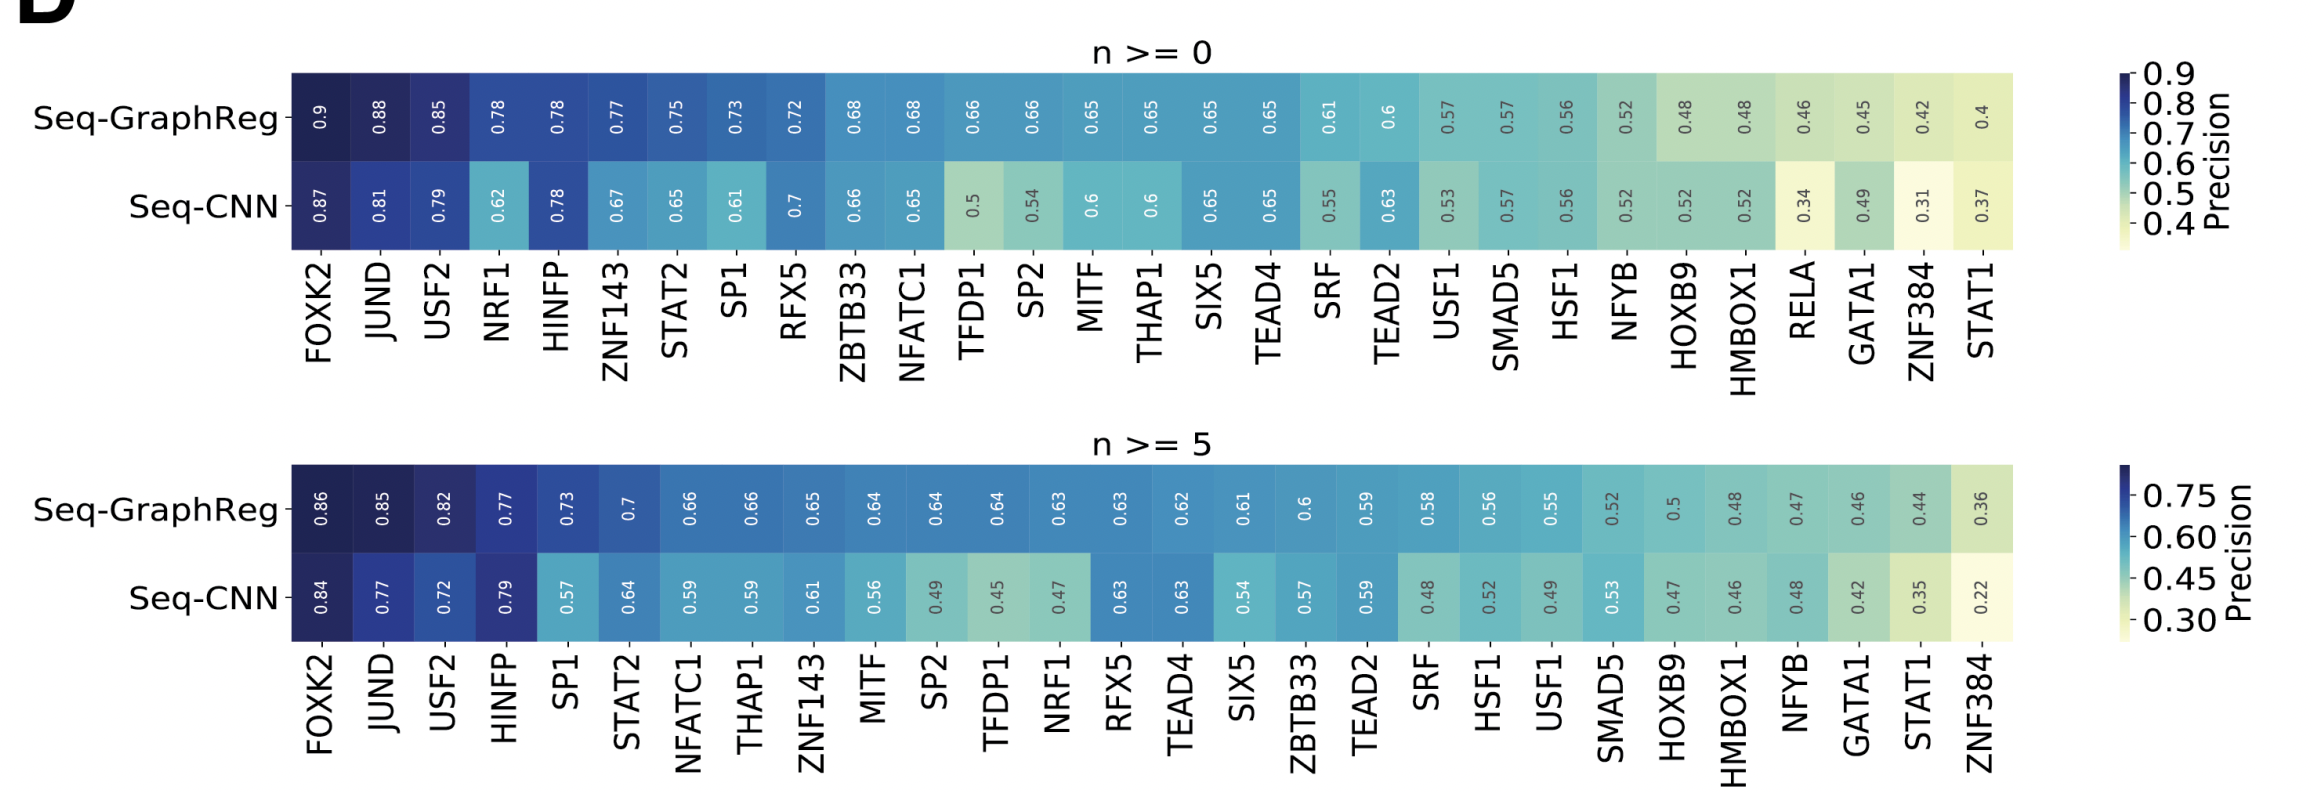 D
n >= 0
Seq-GraphReg 0.9 0.88 0.85 0.78 0.78 0.77 0.75 0.73 0.72 0.68 0.68 0.66 0.66 0.65 0.65 0.65 0.65 0.61 0.6 0.57 0.57 0.56 0.52 0.48 0.48 0.46 0.45 0.42 0.4
Seq-CNN 0.87 0.81 0.79 0.62 0.78 0.67 0.65 0.61 0.7 0.66 0.65 0.5 0.54 0.6 0.6 0.65 0.65 0.55 0.63 0.53 0.57 0.56 0.52 0.52 0.52 0.34 0.49 0.31 0.37
FOXK2 JUND USF2 NRF1 HINFP ZNF143 STAT2 SP1 RFX5 ZBTB33 NFATC1 TFDP1 SP2 MITF THAP1 SIX5 TEAD4 SRF TEAD2 USF1 SMAD5 HSF1 NFYB HOXB9 HMBOX1 RELA GATA1 ZNF384 STAT1
0.9
0.8
0.7
0.6
0.5
0.4
Precision
n >= 5
Seq-GraphReg 0.86 0.85 0.82 0.77 0.73 0.7 0.66 0.66 0.65 0.64 0.64 0.64 0.63 0.63 0.62 0.61 0.6 0.59 0.58 0.56 0.55 0.52 0.5 0.48 0.47 0.46 0.44 0.36
Seq-CNN 0.84 0.77 0.72 0.79 0.57 0.64 0.59 0.59 0.61 0.56 0.49 0.45 0.47 0.63 0.63 0.54 0.57 0.59 0.48 0.52 0.49 0.53 0.47 0.46 0.48 0.42 0.35 0.22
FOXK2 JUND USF2 HINFP SP1 STAT2 NFATC1 THAP1 ZNF143 MITF SP2 TFDP1 NRF1 RFX5 TEAD4 SIX5 ZBTB33 TEAD2 SRF HSF1 USF1 SMAD5 HOXB9 HMBOX1 NFYB GATA1 STAT1 ZNF384
0.75
0.60
0.45
0.30
Precision